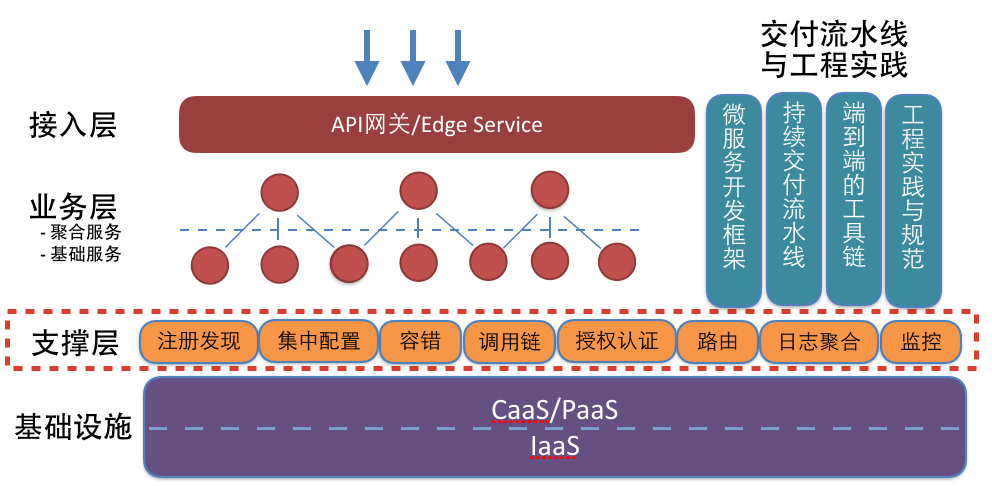 交付流水线
与工程实践
接入层
API网关/Edge Service
微服务开发框架
持续交付流水线
端到端的工具链
工程实践与规范
业务层
- 聚合服务
- 基础服务
支撑层
注册发现
集中配置
容错
调用链
授权认证
路由
日志聚合
监控
基础设施
CaaS/PaaS
IaaS